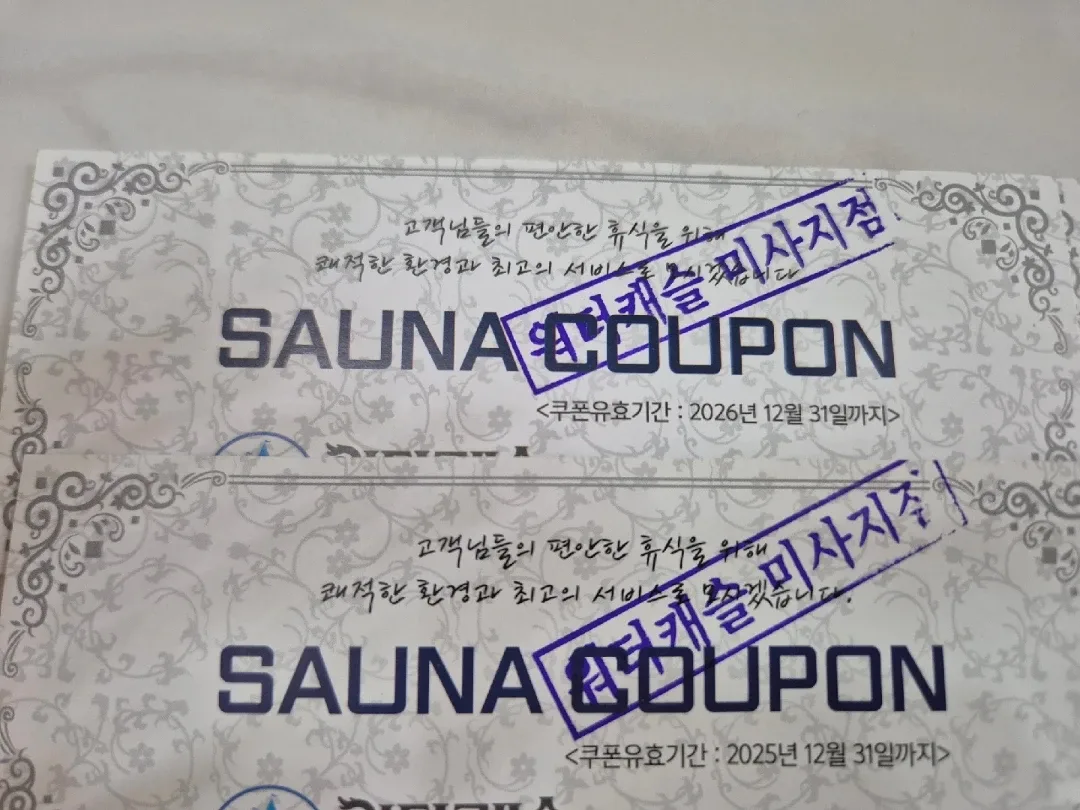 고객님들의 편안한 휴식을 위해
쾌적한 환경과 최고의 서비스로 모시겠습니다
워터캐슬 미사지점
SAUNA COUPON
<쿠폰유효기간 : 2026년 12월 31일까지>
고객님들의 편안한 휴식을 위해
쾌적한 환경과 최고의 서비스로 모시겠습니다.
워터캐슬 미사지점
SAUNA COUPON
<쿠폰유효기간 : 2025년 12월 31일까지>